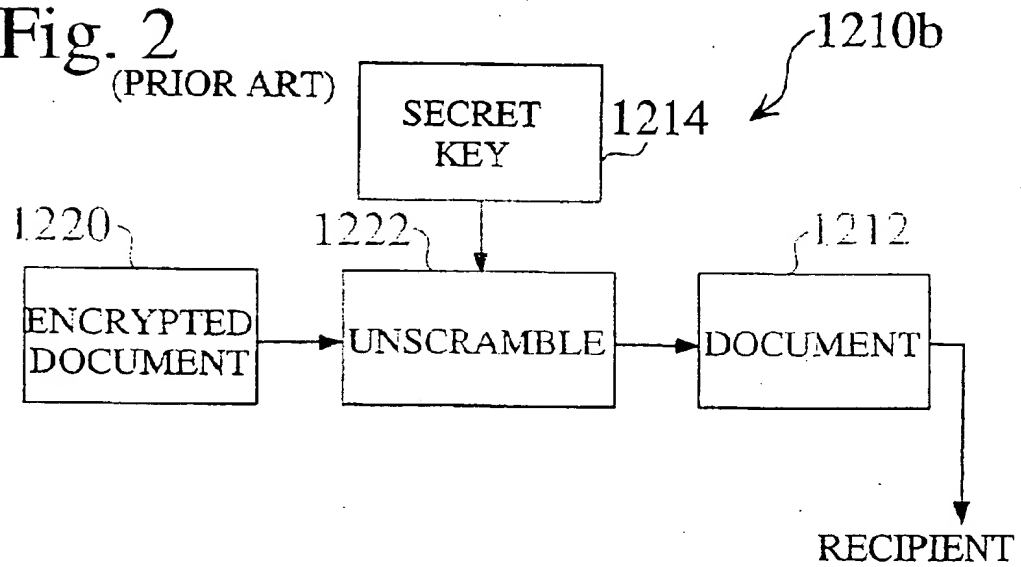 Fig. 2
(PRIOR ART)
1210b
SECRET
KEY
1214
1220
1222
1212
ENCRYPTED
DOCUMENT
UNSCRAMBLE
DOCUMENT
RECIPIENT